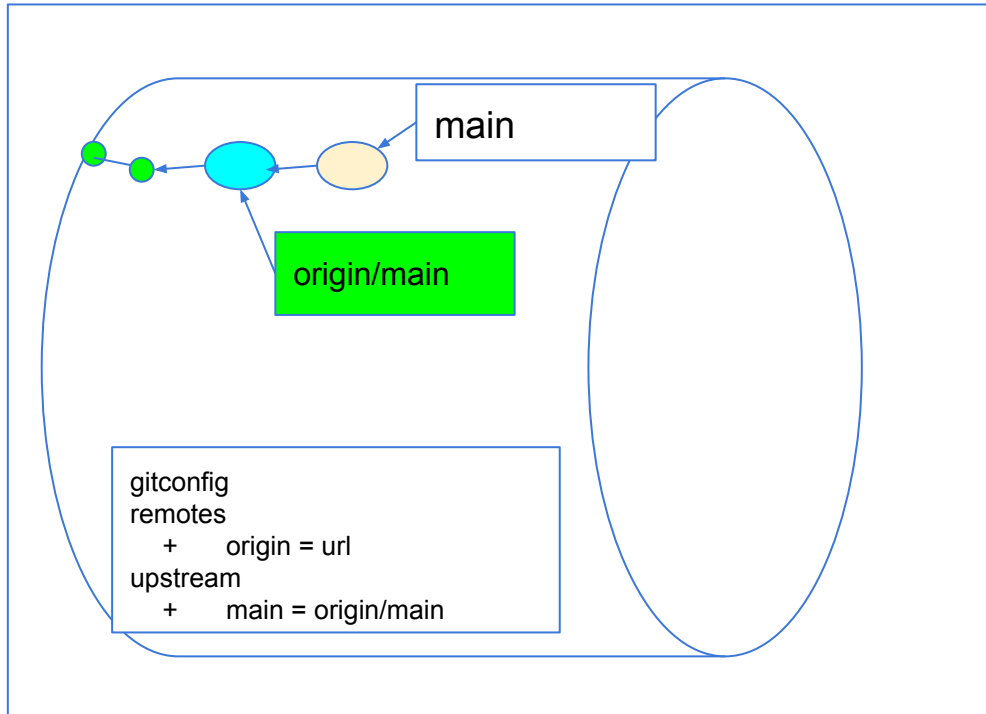 main
origin/main
gitconfig
remotes
+ origin = url
upstream
+ main = origin/main